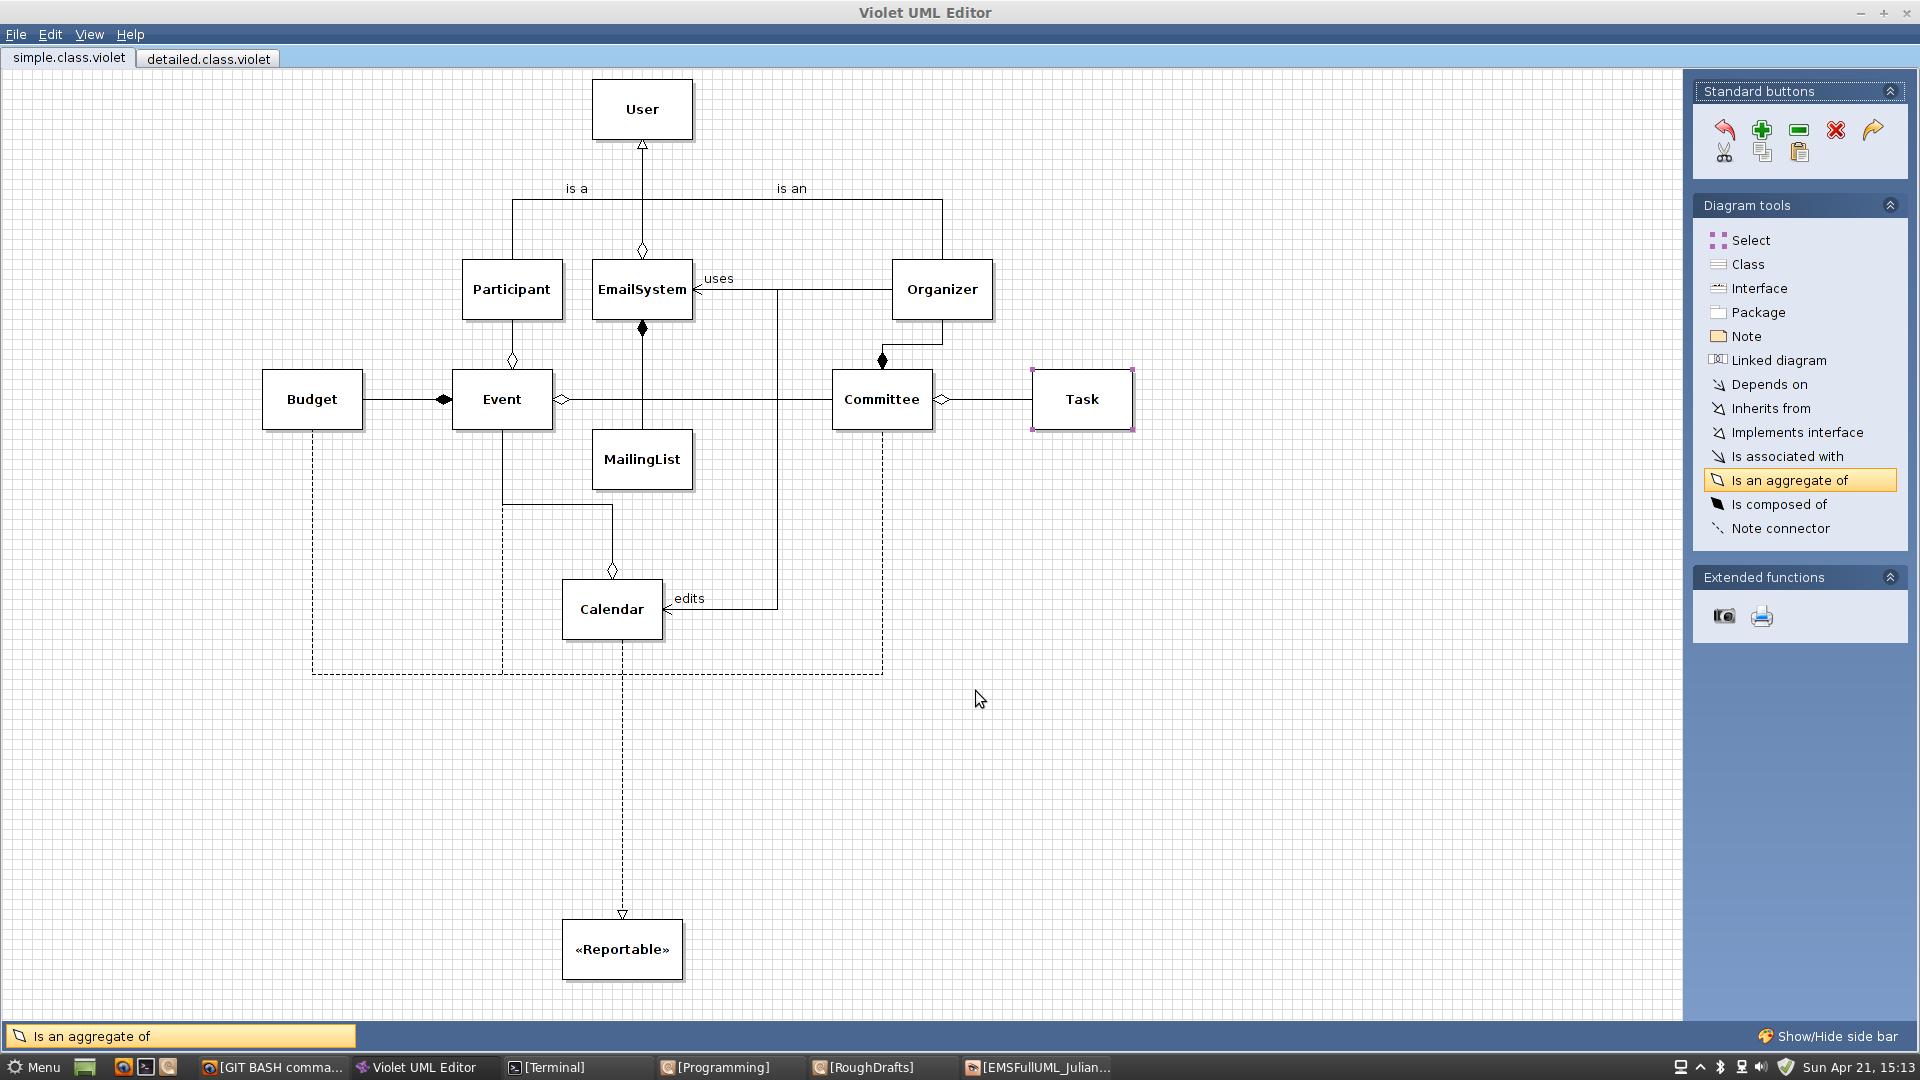 Violet UML Editor
File Edit View Help
simple.class.violet detailed.class.violet
User
is a is an
Participant EmailSystem uses Organizer
Budget Event Committee Task
MailingList
Calendar edits
«Reportable»
Standard buttons
Diagram tools
Select
Class
Interface
Package
Note
Linked diagram
Depends on
Inherits from
Implements interface
Is associated with
Is an aggregate of
Is composed of
Note connector
Extended functions
Is an aggregate of Show/Hide side bar
Menu [GIT BASH comma... Violet UML Editor [Terminal] [Programming] [RoughDrafts] [EMSFullUML_Julian... Sun Apr 21, 15:13